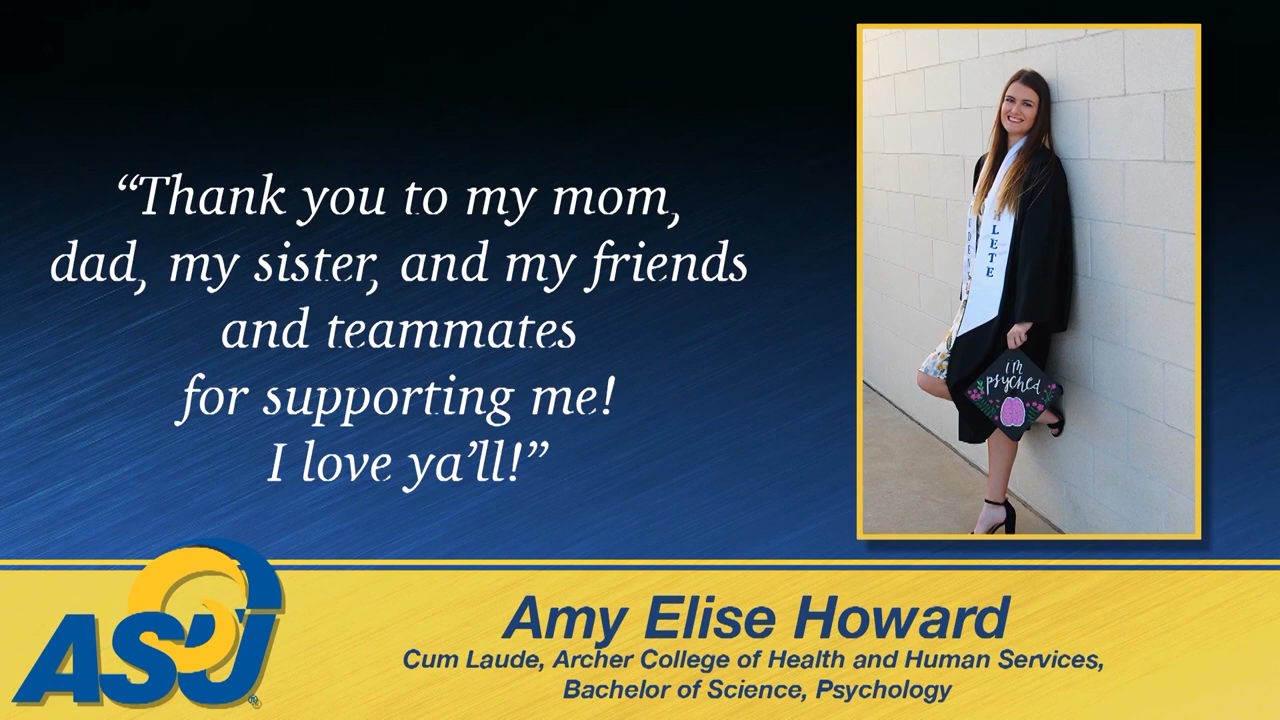 “Thank you to my mom,
dad, my sister, and my friends
and teammates
for supporting me!
I love ya’ll!”
LETE
i'm
psyched
ASU
®
Amy Elise Howard
Cum Laude, Archer College of Health and Human Services,
Bachelor of Science, Psychology